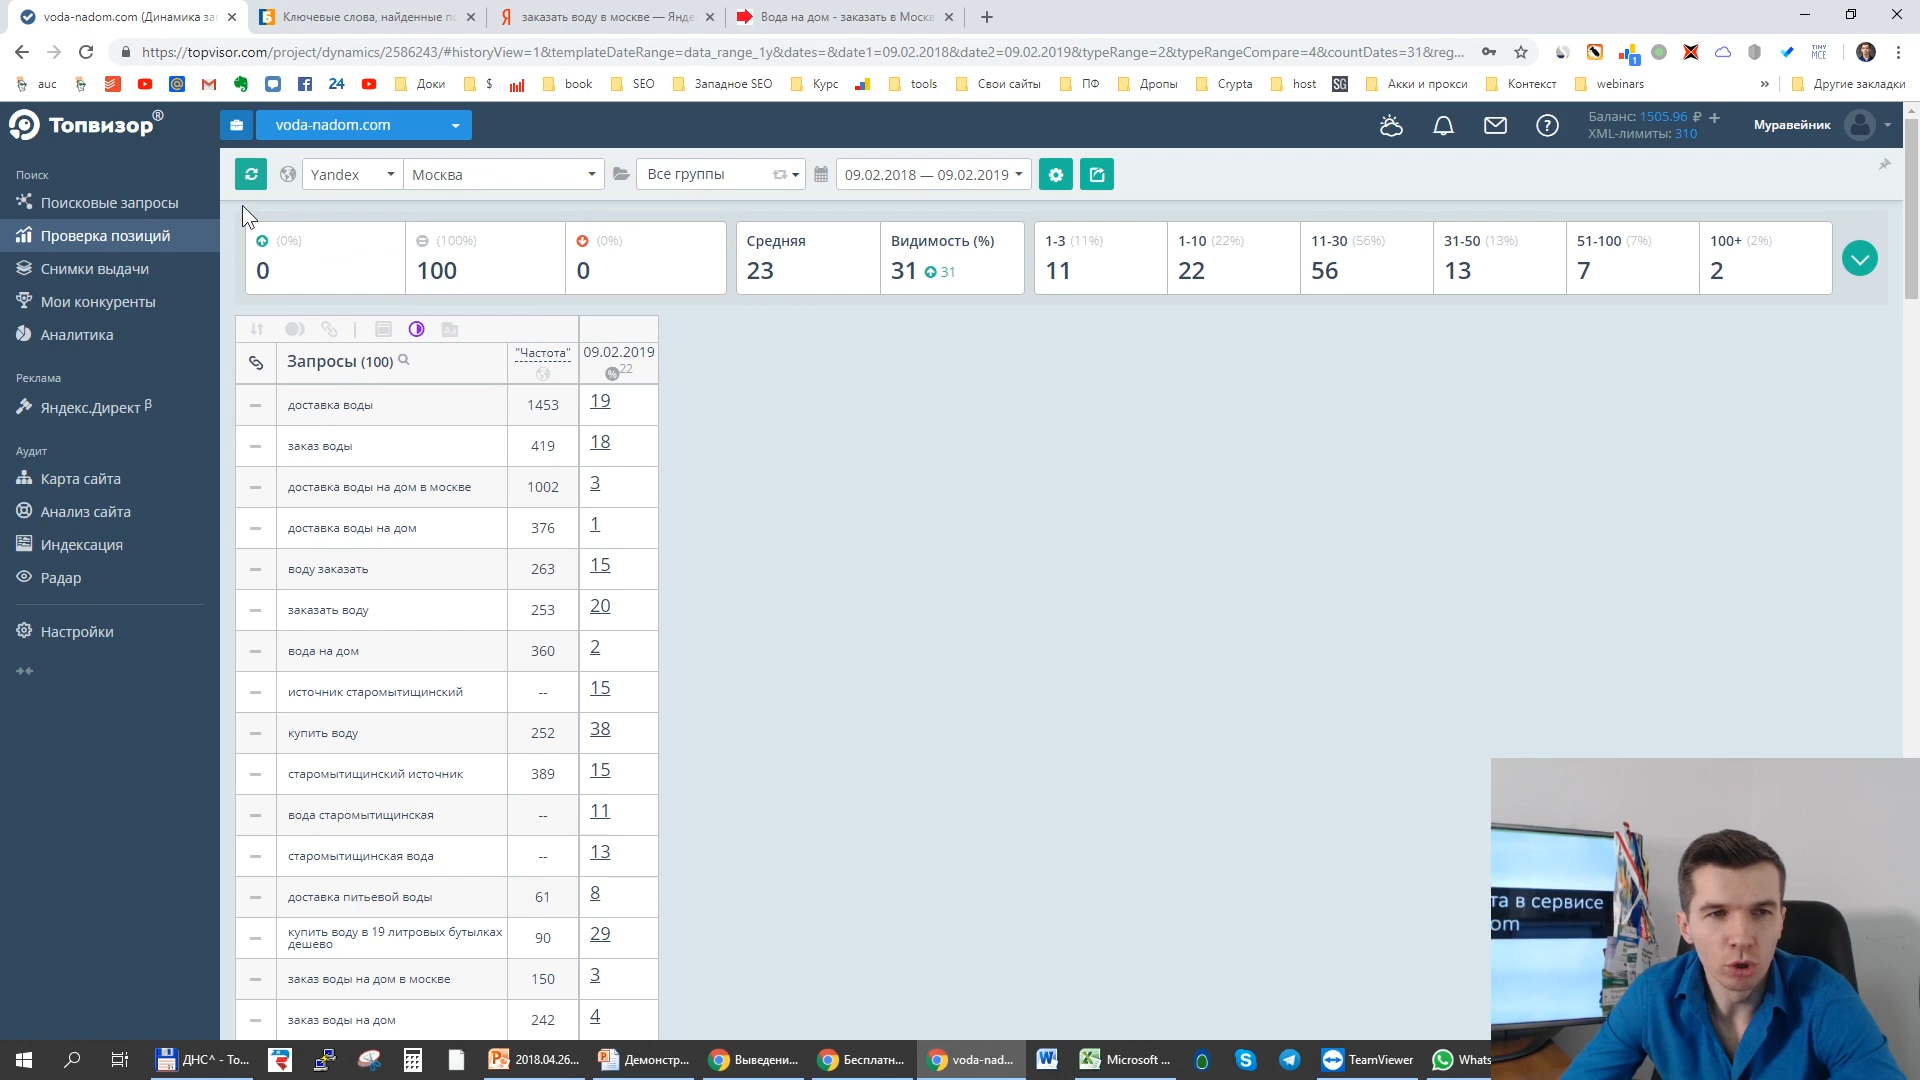 voda-nadom.com (Динамика за
Ключевые слова, найденные по
заказать воду в москве — Янде
Вода на дом - заказать в Москв
https://topvisor.com/project/dynamics/2586243/#historyView=1&templateDateRange=data_range_1y&dates=&date1=09.02.2018&date2=09.02.2019&typeRange=2&typeRangeCompare=4&countDates=31&reg...
auc
24
Доки
$
book
SEO
Западное SEO
Курс
tools
Свои сайты
ПФ
Дропы
Crypta
host
SG
Акки и прокси
Контекст
webinars
»
Другие закладки
Топвизор®
voda-nadom.com
Баланс: 1505.96 ₽ +
XML-лимиты: 310
Муравейник
Поиск
Поисковые запросы
Проверка позиций
Снимки выдачи
Мои конкуренты
Аналитика
Реклама
Яндекс.Директ β
Аудит
Карта сайта
Анализ сайта
Индексация
Радар
Настройки
Yandex
Москва
Все группы
09.02.2018 — 09.02.2019
(0%)
0
(100%)
100
(0%)
0
Средняя
23
Видимость (%)
31 31
1-3 (11%)
11
1-10 (22%)
22
11-30 (56%)
56
31-50 (13%)
13
51-100 (7%)
7
100+ (2%)
2
Запросы (100)
"Частота"
09.02.2019
% 22
доставка воды 1453 19
заказ воды 419 18
доставка воды на дом в москве 1002 3
доставка воды на дом 376 1
воду заказать 263 15
заказать воду 253 20
вода на дом 360 2
источник старомытищинский -- 15
купить воду 252 38
старомытищинский источник 389 15
вода старомытищинская -- 11
старомытищинская вода -- 13
доставка питьевой воды 61 8
купить воду в 19 литровых бутылках
дешево 90 29
заказ воды на дом в москве 150 3
заказ воды на дом 242 4
та в сервисе
om
ДНС^ - To...
2018.04.26...
Демонстр...
Выведени...
Бесплатн...
voda-nad...
Microsoft ...
TeamViewer
Whats